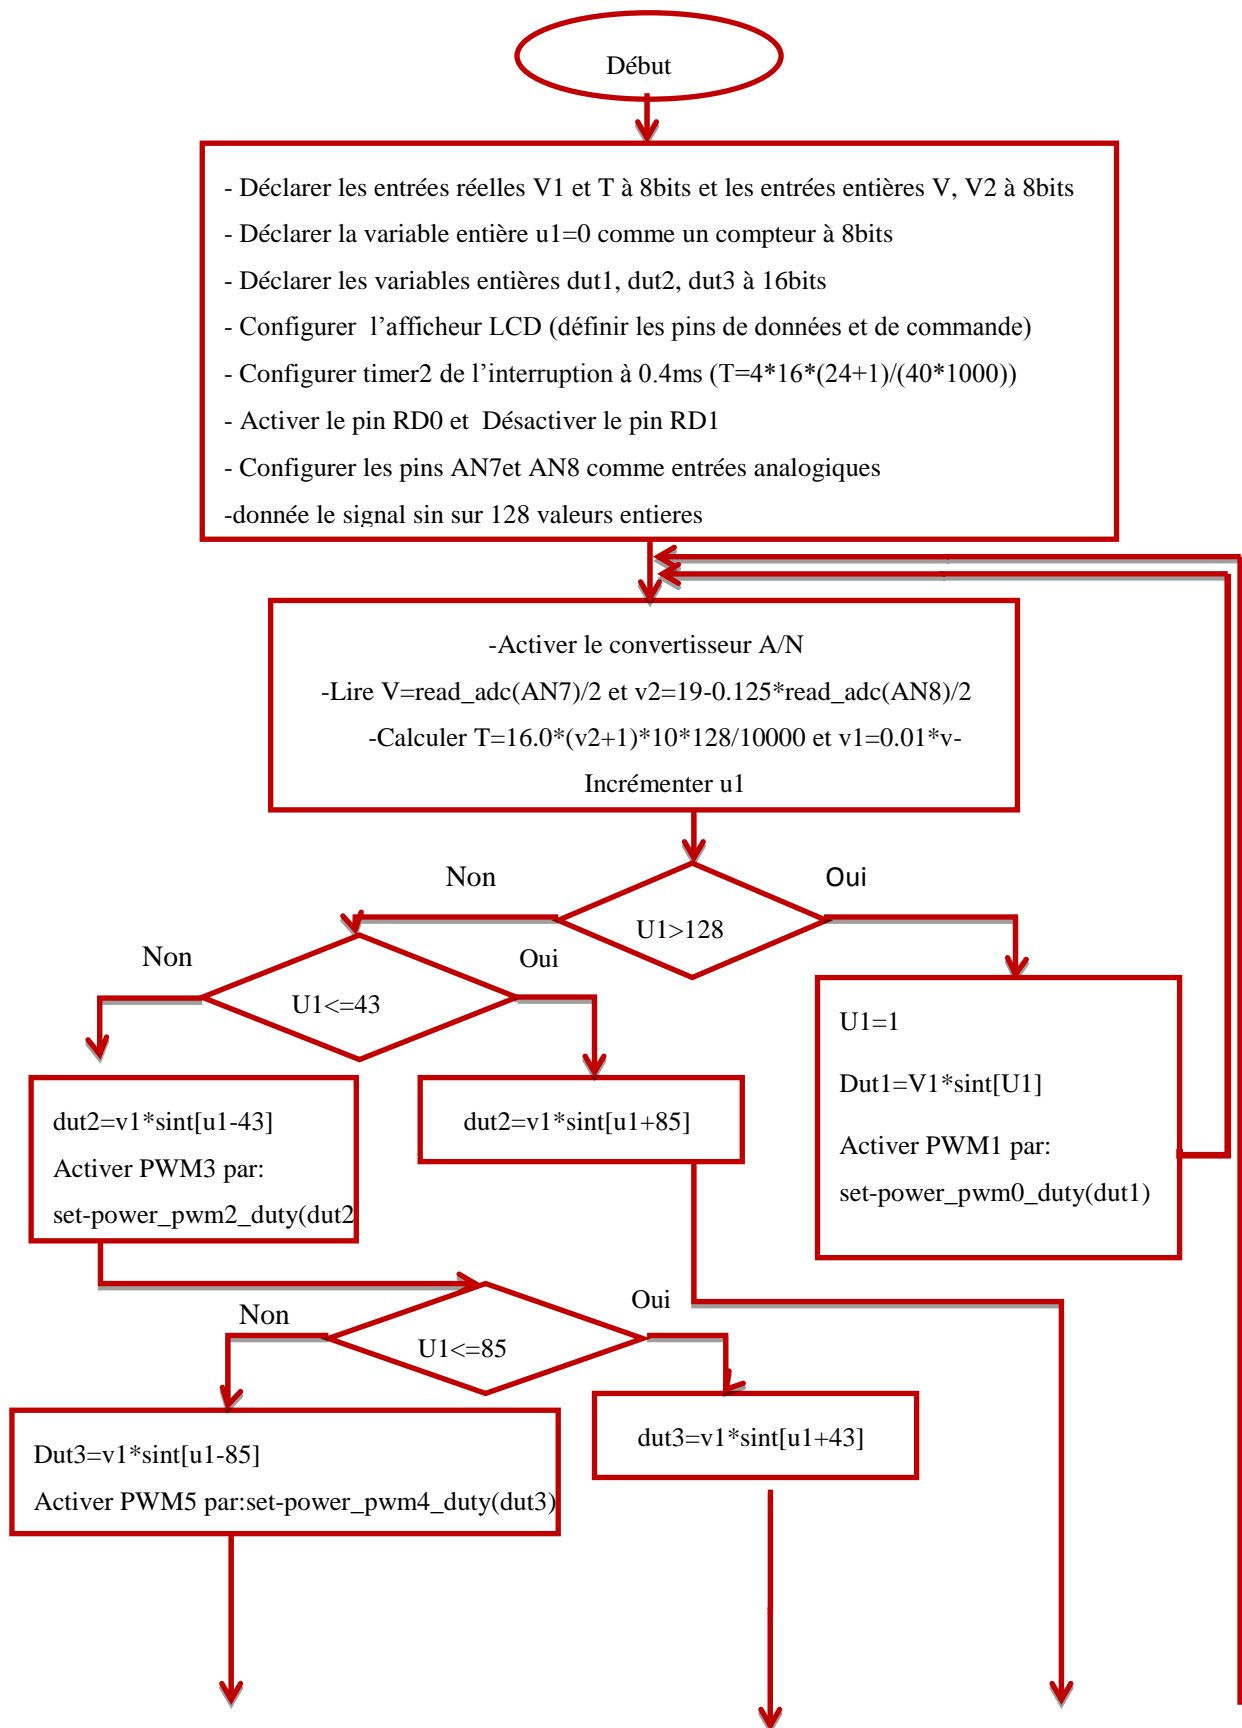 Début
- Déclarer les entrées réelles V1 et T à 8bits et les entrées entières V, V2 à 8bits
- Déclarer la variable entière u1=0 comme un compteur à 8bits
- Déclarer les variables entières dut1, dut2, dut3 à 16bits
- Configurer l’afficheur LCD (définir les pins de données et de commande)
- Configurer timer2 de l’interruption à 0.4ms (T=4*16*(24+1)/(40*1000))
- Activer le pin RD0 et Désactiver le pin RD1
- Configurer les pins AN7et AN8 comme entrées analogiques
-donnée le signal sin sur 128 valeurs entieres
-Activer le convertisseur A/N
-Lire V=read_adc(AN7)/2 et v2=19-0.125*read_adc(AN8)/2
-Calculer T=16.0*(v2+1)*10*128/10000 et v1=0.01*v-
Incrémenter u1
Non
Oui
U1>128
Non
Oui
U1<=43
U1=1
Dut1=V1*sint[U1]
Activer PWM1 par:
set-power_pwm0_duty(dut1)
dut2=v1*sint[u1-43]
Activer PWM3 par:
set-power_pwm2_duty(dut2
dut2=v1*sint[u1+85]
Non
Oui
U1<=85
Dut3=v1*sint[u1-85]
Activer PWM5 par:set-power_pwm4_duty(dut3)
dut3=v1*sint[u1+43]